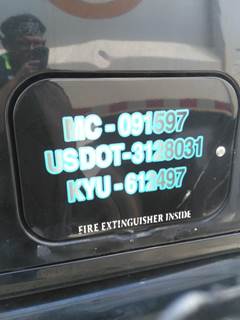 MC - 091597
USDOT-3128031
KYU - 612497
FIRE EXTINGUISHER INSIDE